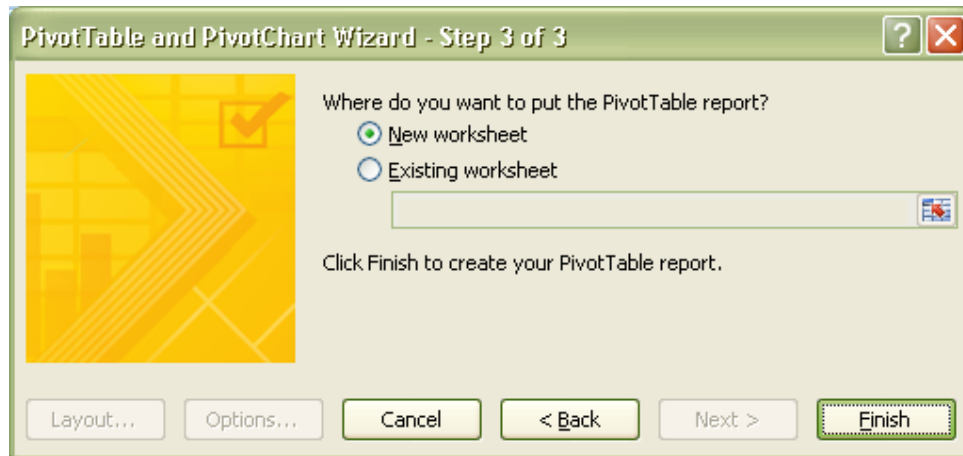 PivotTable and PivotChart Wizard - Step 3 of 3
Where do you want to put the PivotTable report?
New worksheet
Existing worksheet
Click Finish to create your PivotTable report.
Layout... Options... Cancel < Back Next > Finish